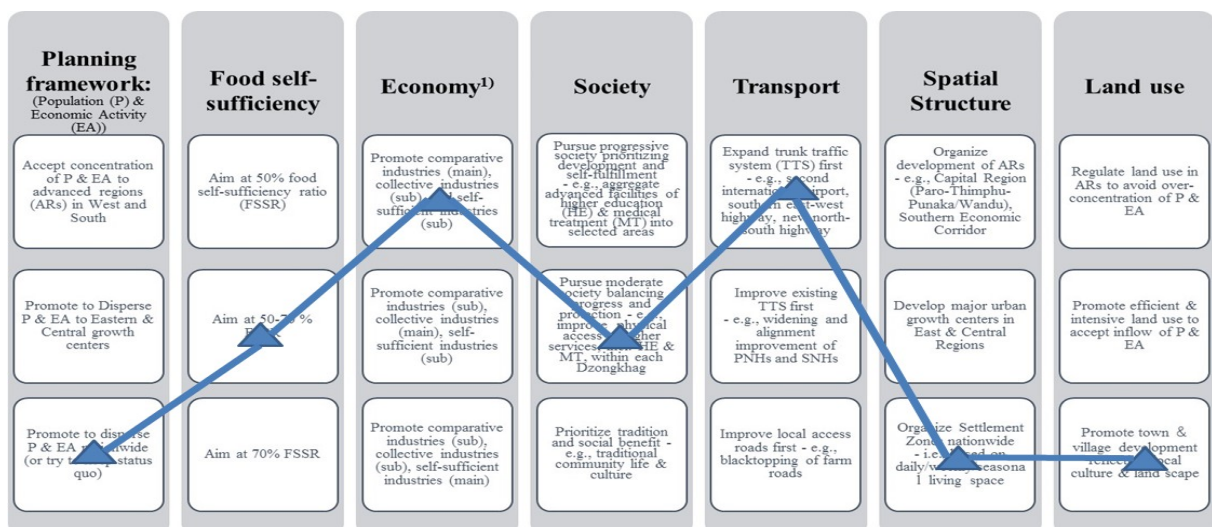 Planning
framework:
(Population (P) &
Economic Activity
(EA))
Accept concentration
of P & EA to
advanced regions
(ARs) in West and
South
Promote to Disperse
P & EA to Eastern &
Central growth
centers
Promote to disperse
P & EA
(or try to status
quo)
Food self-
sufficiency
Aim at 50% food
self-sufficiency ratio
(FSSR)
Aim at
Aim at 70% FSSR
Economy1)
Promote comparative
industries (main),
collective industries
(sub) self-
sufficient industries
(sub)
Promote comparative
industries (sub),
collective industries
(main), self-
sufficient industries
(sub)
Promote comparative
industries (sub),
collective industries
(sub), self-sufficient
industries (main)
Society
Pursue progressive
society prioritizing
development and
self-fulfillment
- e.g., aggregate
advanced facilities of
higher education
(HE) & medical
treatment (MT) into
selected areas
Pursue moderate
society balancing
progress and
- e.g.,
improve physical
access
services, HE &
MT, within each
Dzongkhag
Prioritize tradition
and social benefit -
e.g., traditional
community life &
culture
Transport
Expand trunk traffic
system (TTS) first
- e.g., second
international airport,
southern east-west
highway, new north-
south highway
Improve existing
TTS first
- e.g., widening and
alignment
improvement of
PNHs and SNHs
Improve local access
roads first - e.g.,
blacktopping of farm
roads
Spatial
Structure
Organize
development of ARs
- e.g., Capital Region
(Paro-Thimphu-
Punaka/Wandu),
Southern Economic
Corridor
Develop major urban
growth centers in
East & Central
Regions
Organize Settlement
Zone nationwide
- i.e. based on
seasona
l living space
Land use
Regulate land use in
ARs to avoid over-
concentration of P &
EA
Promote efficient &
intensive land use to
accept inflow of P &
EA
Promote town &
village development
local
culture & land scape